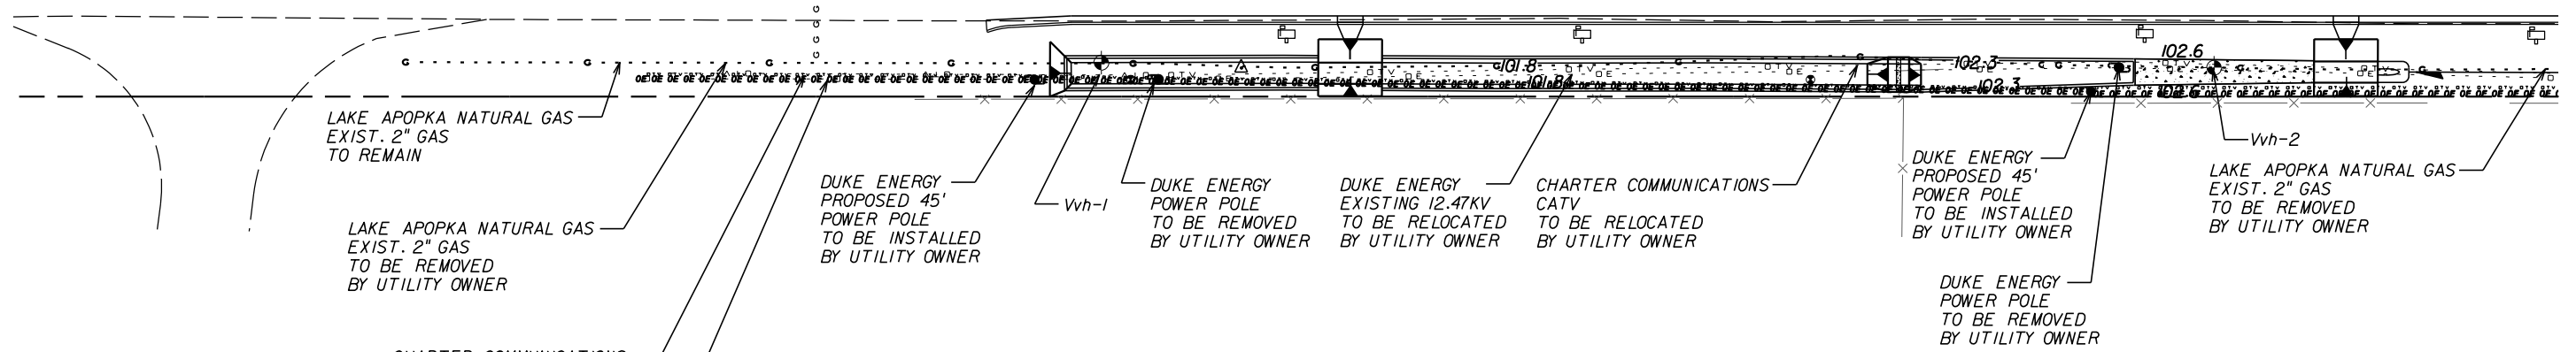 LAKE APOPKA NATURAL GAS
EXIST. 2" GAS
TO REMAIN
LAKE APOPKA NATURAL GAS
EXIST. 2" GAS
TO BE REMOVED
BY UTILITY OWNER
DUKE ENERGY
PROPOSED 45'
POWER POLE
TO BE INSTALLED
BY UTILITY OWNER
Vvh-1
DUKE ENERGY
POWER POLE
TO BE REMOVED
BY UTILITY OWNER
DUKE ENERGY
EXISTING 12.47KV
TO BE RELOCATED
BY UTILITY OWNER
CHARTER COMMUNICATIONS
CATV
TO BE RELOCATED
BY UTILITY OWNER
101.8
101.84
102.3
102.3
102.6
DUKE ENERGY
PROPOSED 45'
POWER POLE
TO BE INSTALLED
BY UTILITY OWNER
DUKE ENERGY
POWER POLE
TO BE REMOVED
BY UTILITY OWNER
Vvh-2
LAKE APOPKA NATURAL GAS
EXIST. 2" GAS
TO BE REMOVED
BY UTILITY OWNER